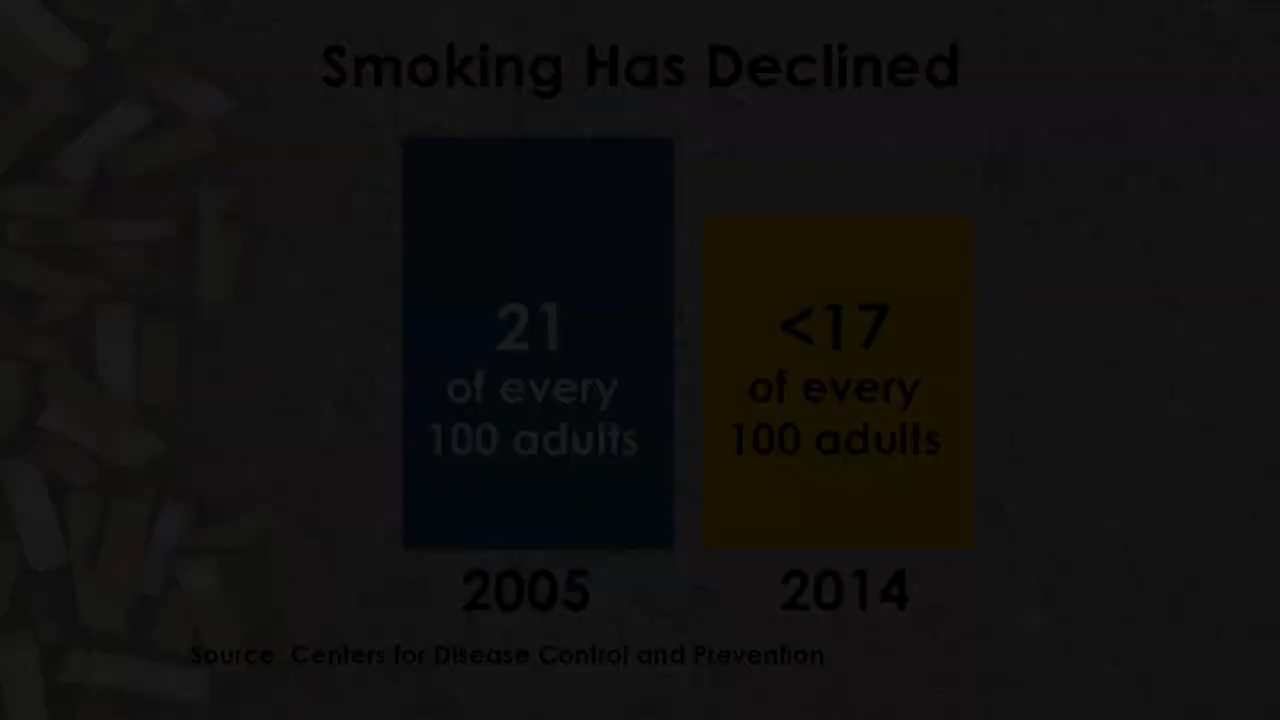 Smoking Has Declined
21
of every
100 adults
<17
of every
100 adults
2005
2014
Source: Centers for Disease Control and Prevention